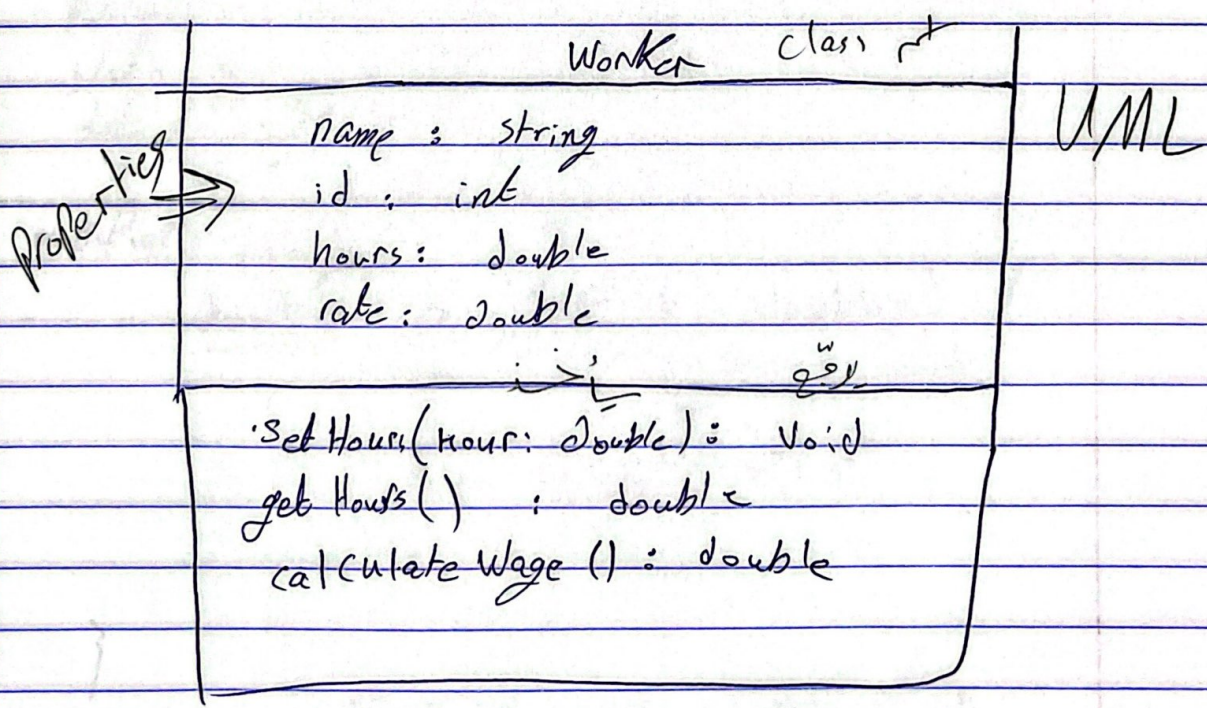 Worker class
UML
properties
name : string
id : int
hours : double
rate : double
يأخذ
SetHours(Hour: double) : void
getHours() : double
calculateWage() : double